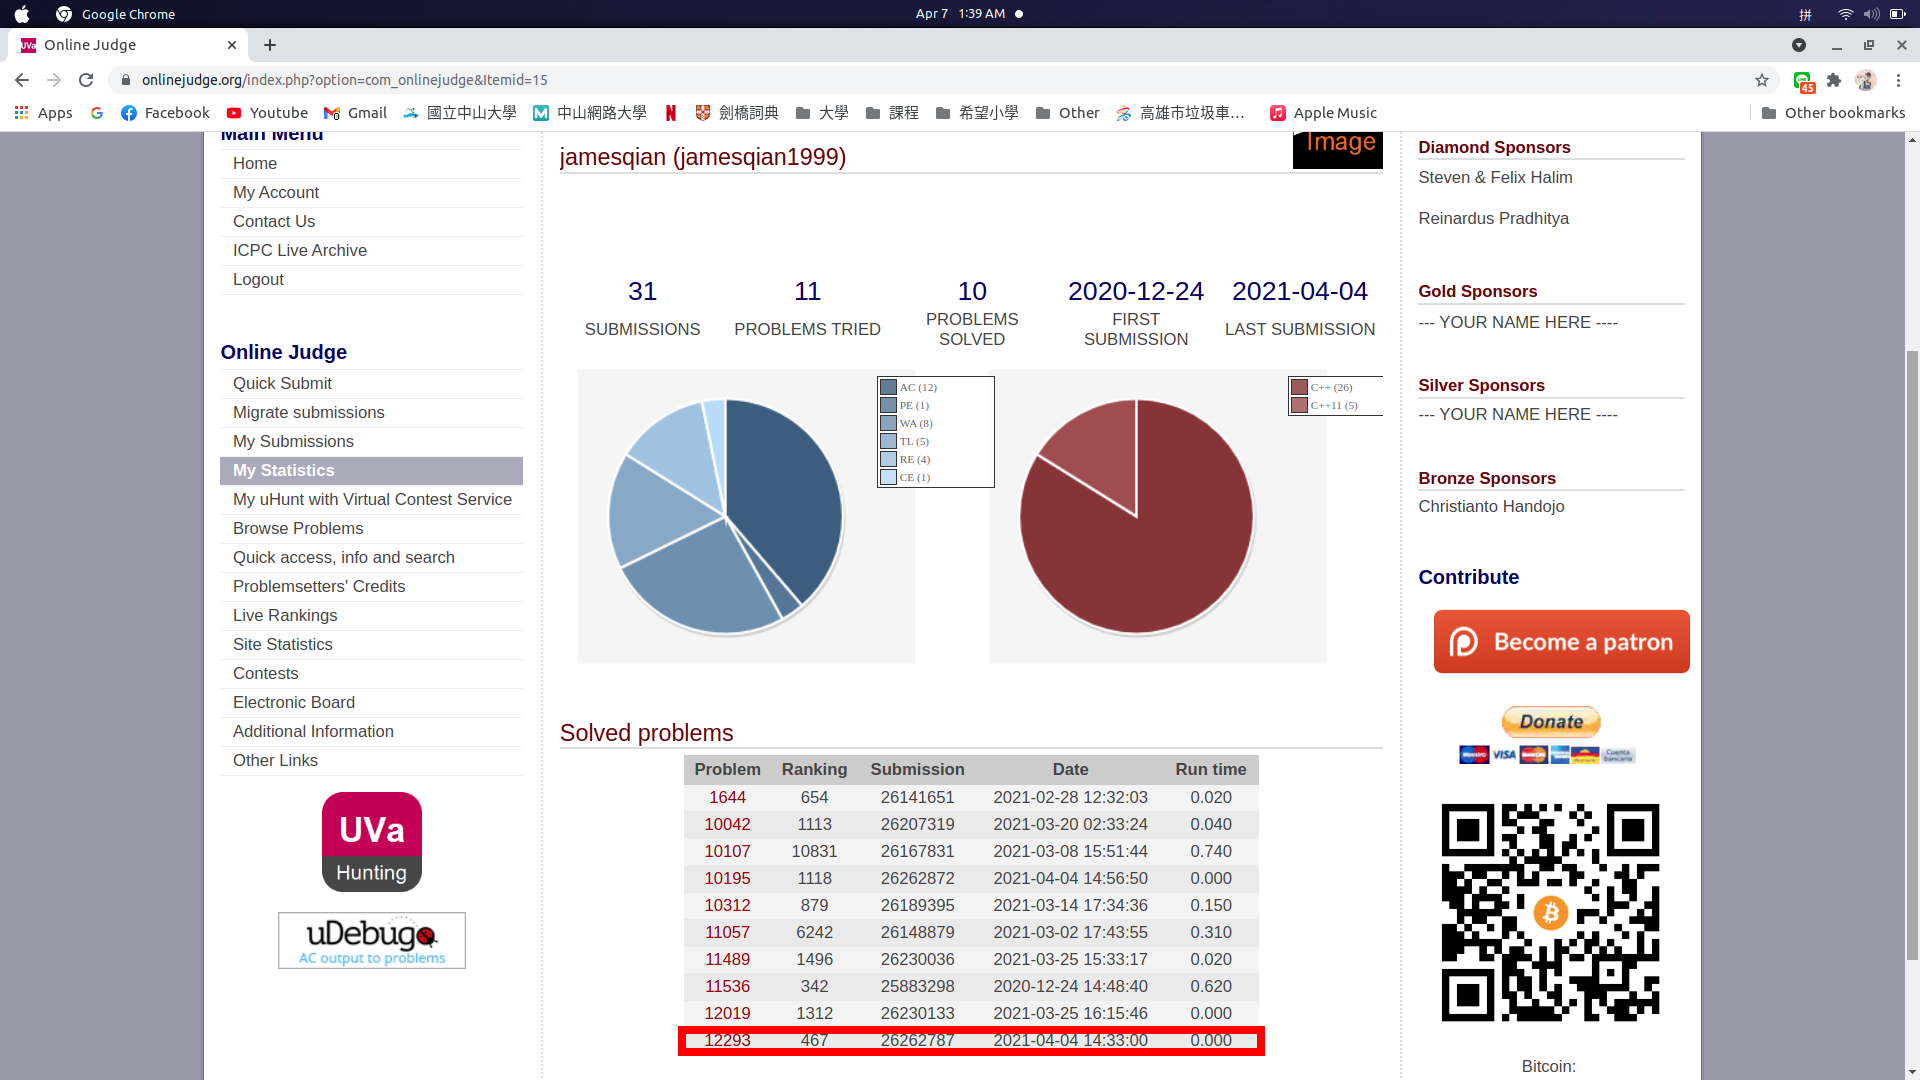 Google Chrome
Apr 7 1:39 AM
拼
UVa Online Judge
onlinejudge.org/index.php?option=com_onlinejudge&Itemid=15
45
Apps
Facebook
Youtube
Gmail
國立中山大學
中山網路大學
劍橋詞典
大學
課程
希望小學
Other
高雄市垃圾車...
Apple Music
Other bookmarks
Main Menu
Home
My Account
Contact Us
ICPC Live Archive
Logout
Online Judge
Quick Submit
Migrate submissions
My Submissions
My Statistics
My uHunt with Virtual Contest Service
Browse Problems
Quick access, info and search
Problemsetters' Credits
Live Rankings
Site Statistics
Contests
Electronic Board
Additional Information
Other Links
UVa
Hunting
uDebug
AC output to problems
jamesqian (jamesqian1999)
Image
31 11 10 2020-12-24 2021-04-04
SUBMISSIONS PROBLEMS TRIED PROBLEMS SOLVED FIRST SUBMISSION LAST SUBMISSION
AC (12)
PE (1)
WA (8)
TL (5)
RE (4)
CE (1)
C++ (26)
C++11 (5)
Solved problems
Problem Ranking Submission Date Run time
1644 654 26141651 2021-02-28 12:32:03 0.020
10042 1113 26207319 2021-03-20 02:33:24 0.040
10107 10831 26167831 2021-03-08 15:51:44 0.740
10195 1118 26262872 2021-04-04 14:56:50 0.000
10312 879 26189395 2021-03-14 17:34:36 0.150
11057 6242 26148879 2021-03-02 17:43:55 0.310
11489 1496 26230036 2021-03-25 15:33:17 0.020
11536 342 25883298 2020-12-24 14:48:40 0.620
12019 1312 26230133 2021-03-25 16:15:46 0.000
12293 467 26262787 2021-04-04 14:33:00 0.000
Diamond Sponsors
Steven & Felix Halim
Reinardus Pradhitya
Gold Sponsors
--- YOUR NAME HERE ----
Silver Sponsors
--- YOUR NAME HERE ----
Bronze Sponsors
Christianto Handojo
Contribute
Become a patron
Donate
VISA
Cuenta bancaria
Bitcoin: